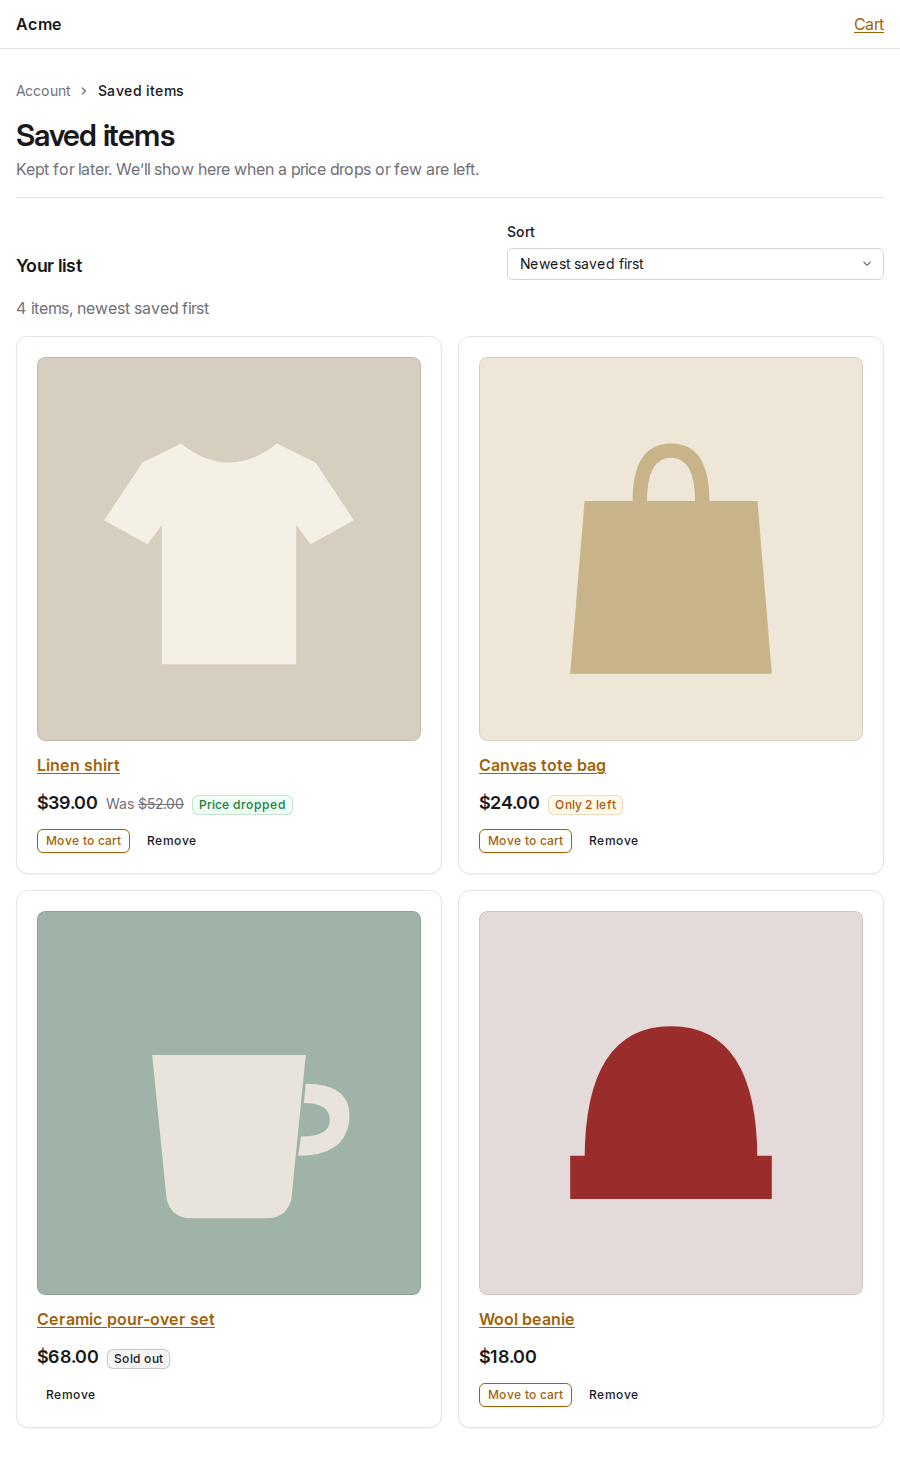 Acme
Cart
Account > Saved items
Saved items
Kept for later. We’ll show here when a price drops or few are left.
Sort
Your list
Newest saved first
4 items, newest saved first
Linen shirt
$39.00 Was $52.00 Price dropped
Move to cart Remove
Canvas tote bag
$24.00 Only 2 left
Move to cart Remove
Ceramic pour-over set
$68.00 Sold out
Remove
Wool beanie
$18.00
Move to cart Remove